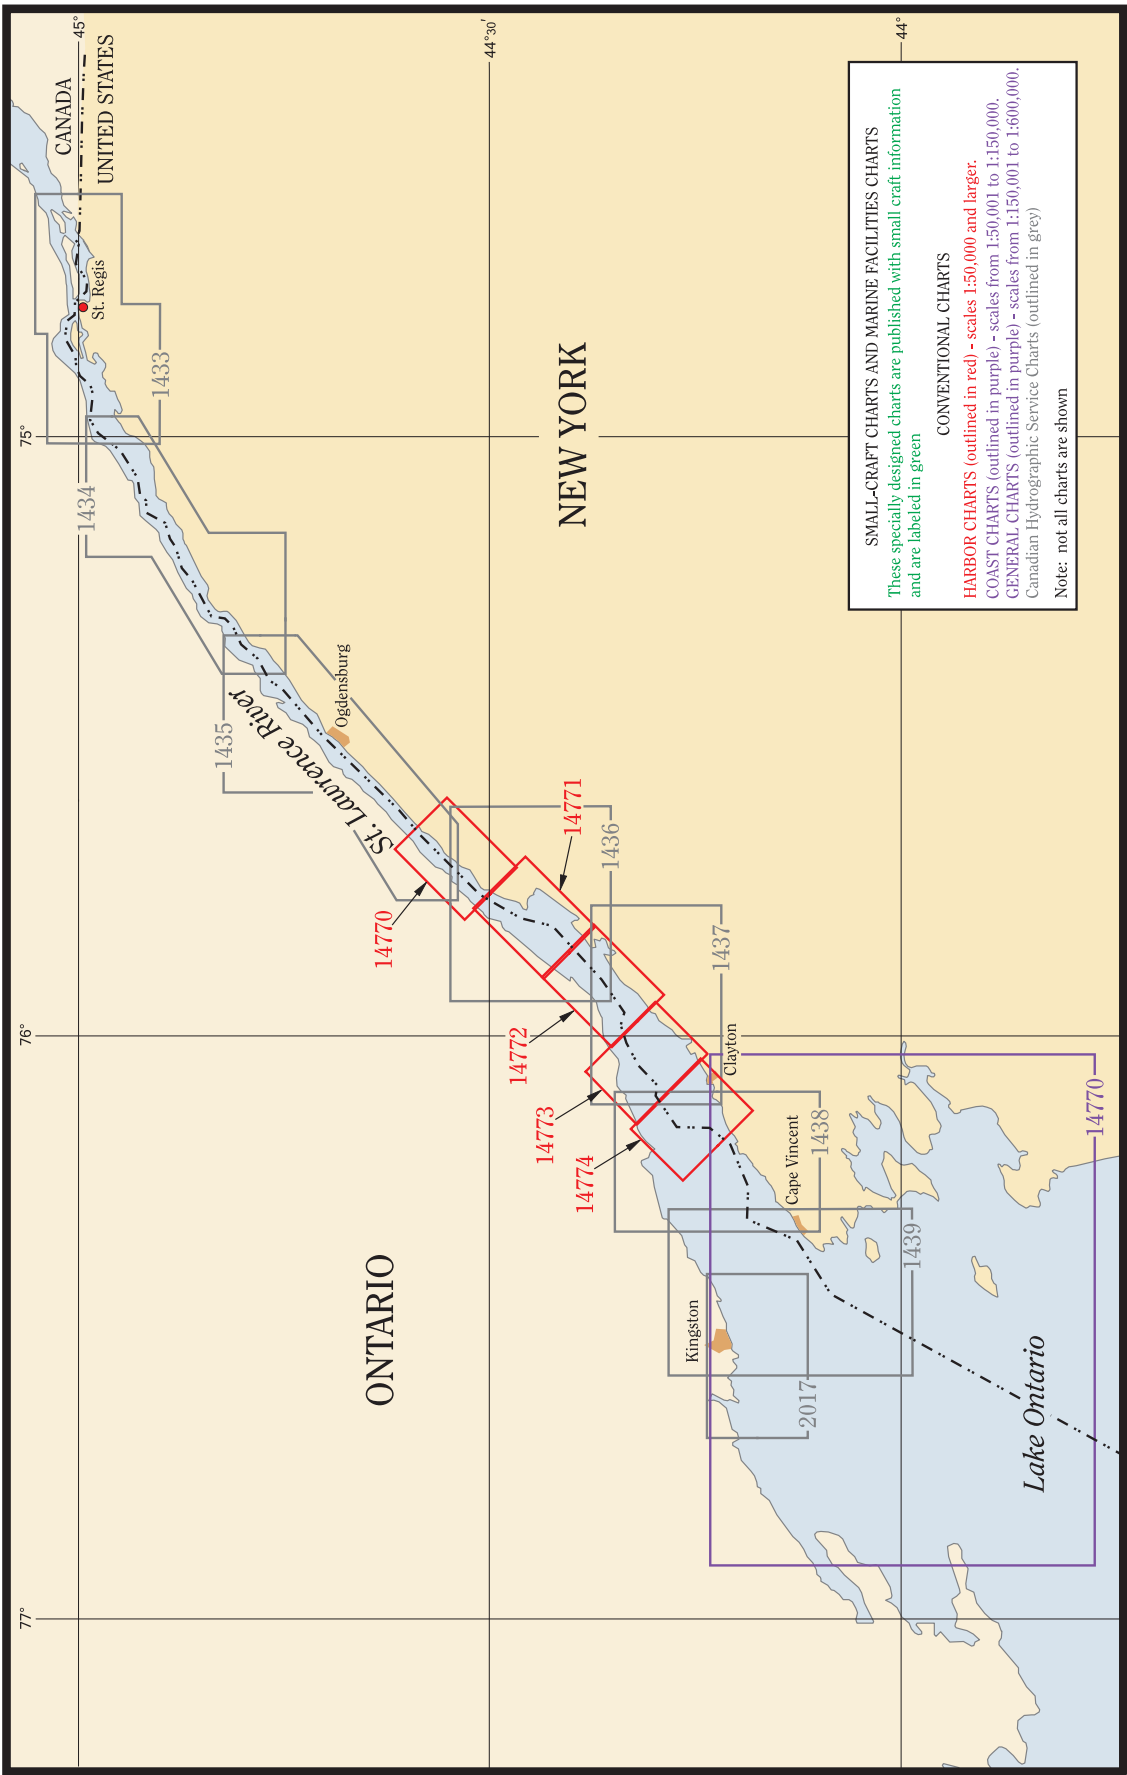 45°
44°30'
44°
CANADA
UNITED STATES
St. Regis
75°
1433
1434
NEW YORK
1435
St. Lawrence River
Ogdensburg
14770
14771
1436
1437
76°
14772
14773
14774
Clayton
Cape Vincent
1438
14770
1439
ONTARIO
Kingston
2017
Lake Ontario
77°
SMALL-CRAFT CHARTS AND MARINE FACILITIES CHARTS
These specially designed charts are published with small craft information
and are labeled in green
CONVENTIONAL CHARTS
HARBOR CHARTS (outlined in red) - scales 1:50,000 and larger.
COAST CHARTS (outlined in purple) - scales from 1:50,001 to 1:150,000.
GENERAL CHARTS (outlined in purple) - scales from 1:150,001 to 1:600,000.
Canadian Hydrographic Service Charts (outlined in grey)
Note: not all charts are shown